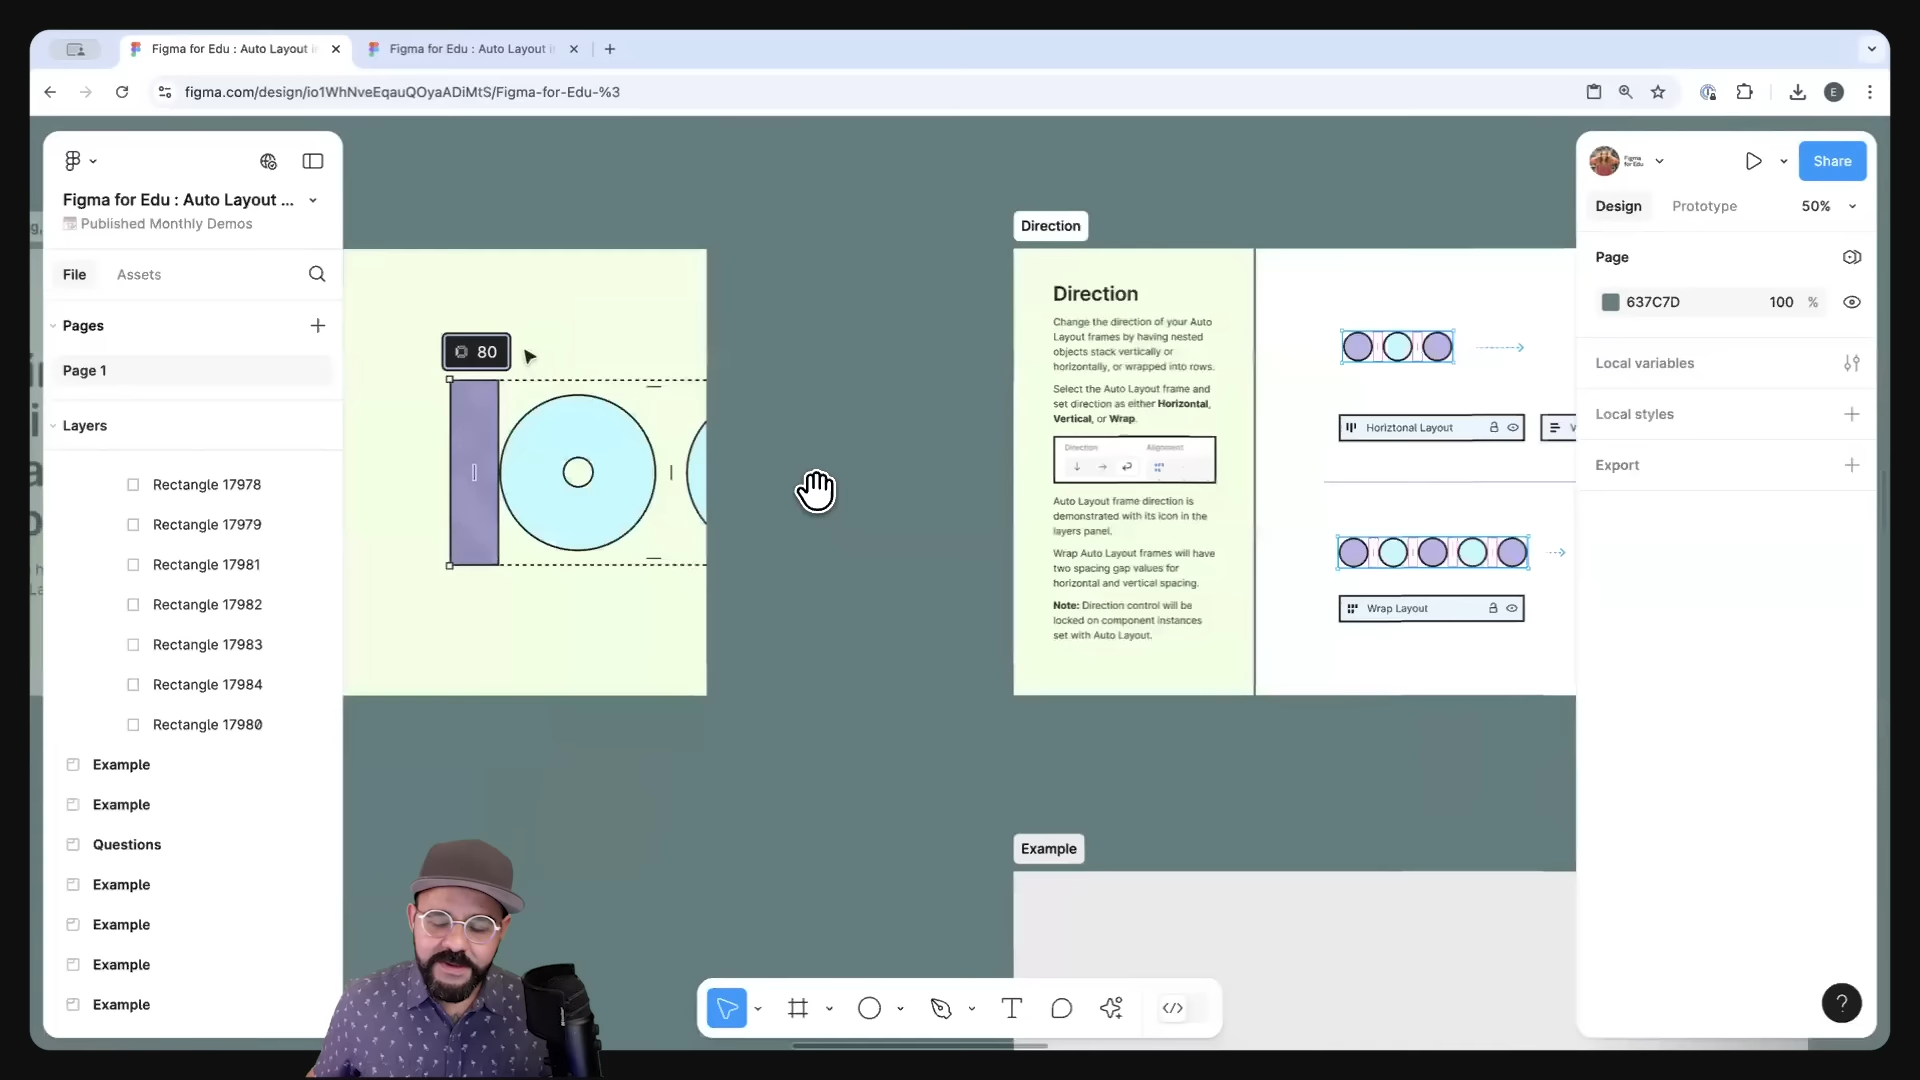 Figma for Edu : Auto Layout i
Figma for Edu : Auto Layout i
figma.com/design/io1WhNveEqauQOyaADiMtS/Figma-for-Edu-%3
E
Figma for Edu : Auto Layout ...
Published Monthly Demos
File
Assets
Pages
Page 1
Layers
Rectangle 17978
Rectangle 17979
Rectangle 17981
Rectangle 17982
Rectangle 17983
Rectangle 17984
Rectangle 17980
Example
Example
Questions
Example
Example
Example
Example
80
Direction
Direction
Change the direction of your Auto
Layout frames by having nested
objects stack vertically or
horizontally, or wrapped into rows.
Select the Auto Layout frame and
set direction as either Horizontal,
Vertical, or Wrap.
Direction
Alignment
Auto Layout frame direction is
demonstrated with its icon in the
layers panel.
Wrap Auto Layout frames will have
two spacing gap values for
horizontal and vertical spacing.
Note: Direction control will be
locked on component instances
set with Auto Layout.
Horiztonal Layout
V
Wrap Layout
Example
Figma
for Edu
Share
Design
Prototype
50%
Page
637C7D
100
%
Local variables
Local styles
Export
?